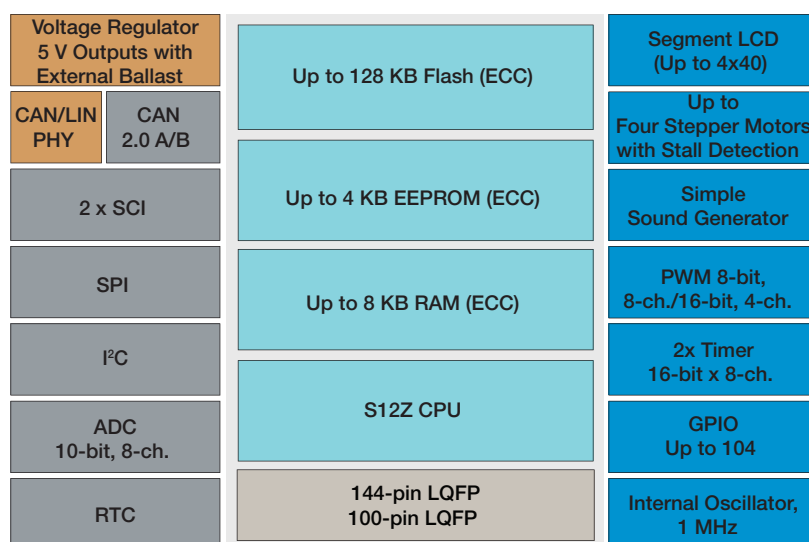 Voltage Regulator
5 V Outputs with
External Ballast
CAN/LIN
PHY
CAN
2.0 A/B
2 x SCI
SPI
I²C
ADC
10-bit, 8-ch.
RTC
Up to 128 KB Flash (ECC)
Up to 4 KB EEPROM (ECC)
Up to 8 KB RAM (ECC)
S12Z CPU
144-pin LQFP
100-pin LQFP
Segment LCD
(Up to 4x40)
Up to
Four Stepper Motors
with Stall Detection
Simple
Sound Generator
PWM 8-bit,
8-ch./16-bit, 4-ch.
2x Timer
16-bit x 8-ch.
GPIO
Up to 104
Internal Oscillator,
1 MHz